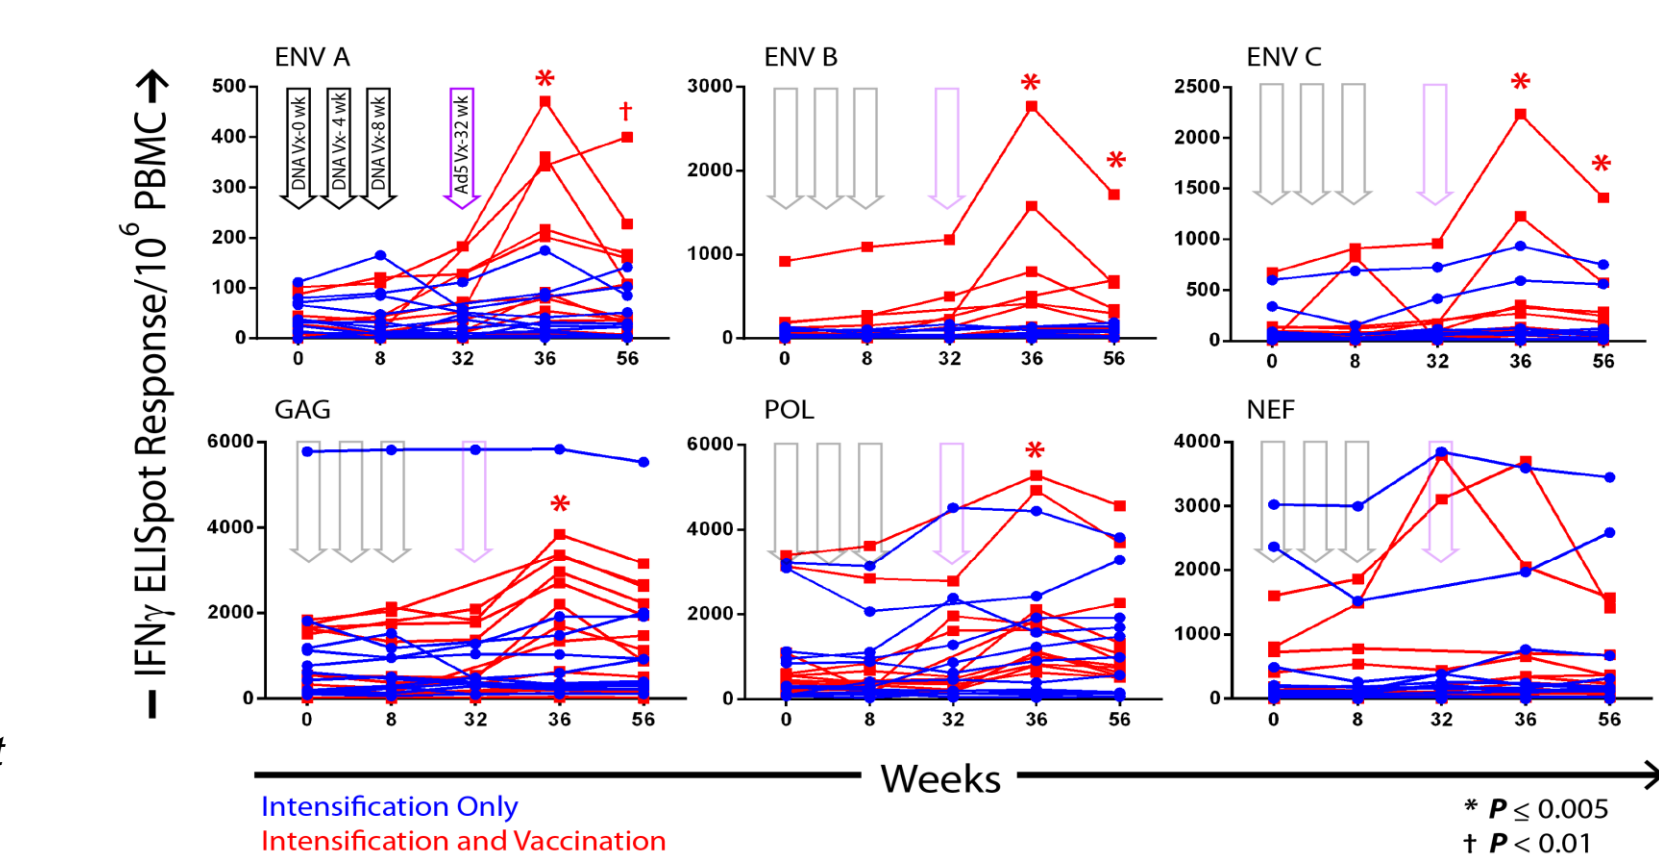 — IFNγ ELISpot Response/10⁶ PBMC →
ENV A
500
400
300
200
100
0
DNA Vx-0 wk
DNA Vx- 4 wk
DNA Vx-8 wk
Ad5 Vx-32 wk
*
†
0 8 32 36 56
ENV B
3000
2000
1000
0
*
*
0 8 32 36 56
ENV C
2500
2000
1500
1000
500
0
*
*
0 8 32 36 56
GAG
6000
4000
2000
0
*
0 8 32 36 56
POL
6000
4000
2000
0
*
0 8 32 36 56
NEF
4000
3000
2000
1000
0
0 8 32 36 56
t
Weeks
Intensification Only
Intensification and Vaccination
* P ≤ 0.005
† P < 0.01